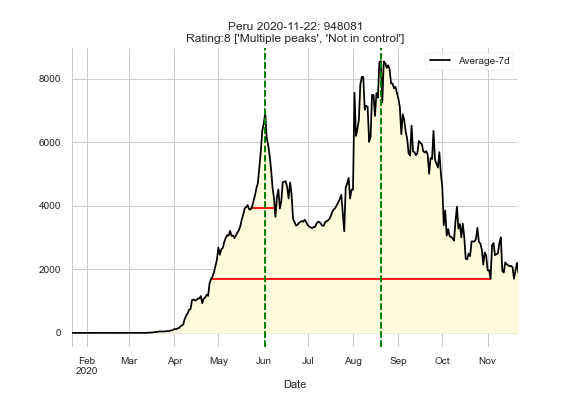 Peru 2020-11-22: 948081
Rating:8 ['Multiple peaks', 'Not in control']
Average-7d
8000
6000
4000
2000
0
Feb Mar Apr May Jun Jul Aug Sep Oct Nov
2020
Date